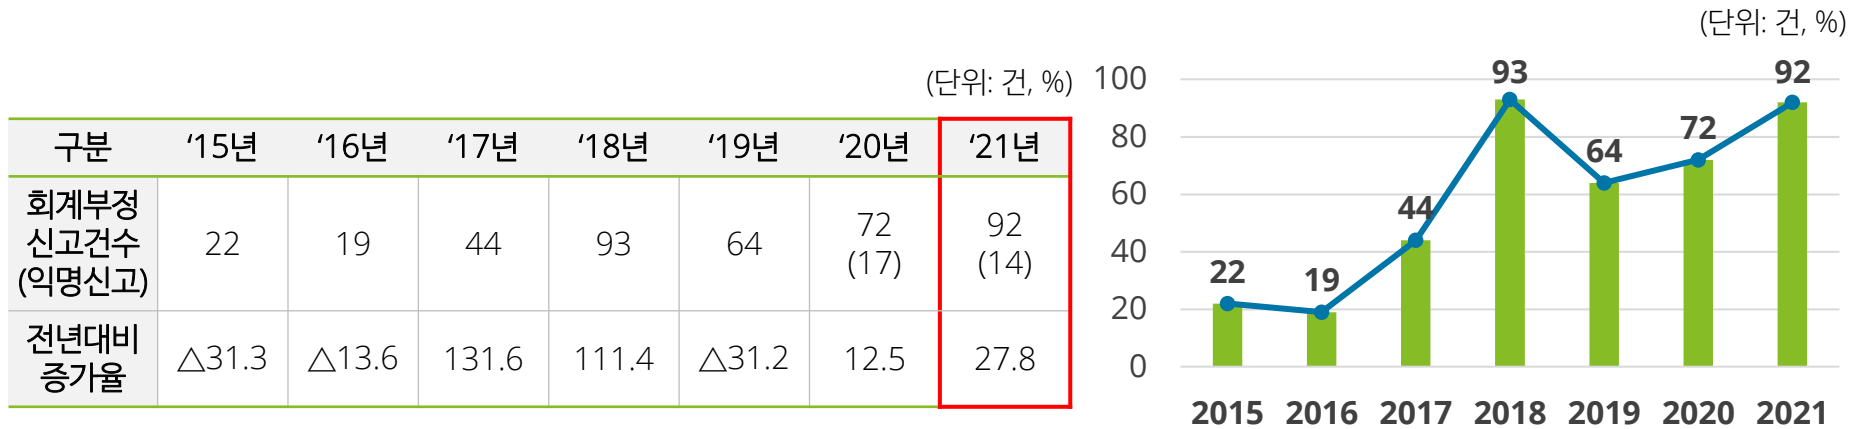 (단위: 건, %)
구분 ‘15년 ‘16년 ‘17년 ‘18년 ‘19년 ‘20년 ‘21년
회계부정
신고건수
(익명신고)
22 19 44 93 64
72
(17)
92
(14)
전년대비
증가율
△31.3 △13.6 131.6 111.4 △31.2 12.5 27.8
(단위: 건, %)
100
80
60
40
20
0
22
19
44
93
64
72
92
2015 2016 2017 2018 2019 2020 2021